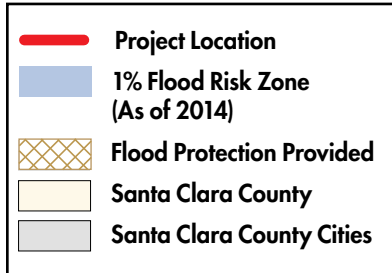 Project Location
1% Flood Risk Zone
(As of 2014)
Flood Protection Provided
Santa Clara County
Santa Clara County Cities